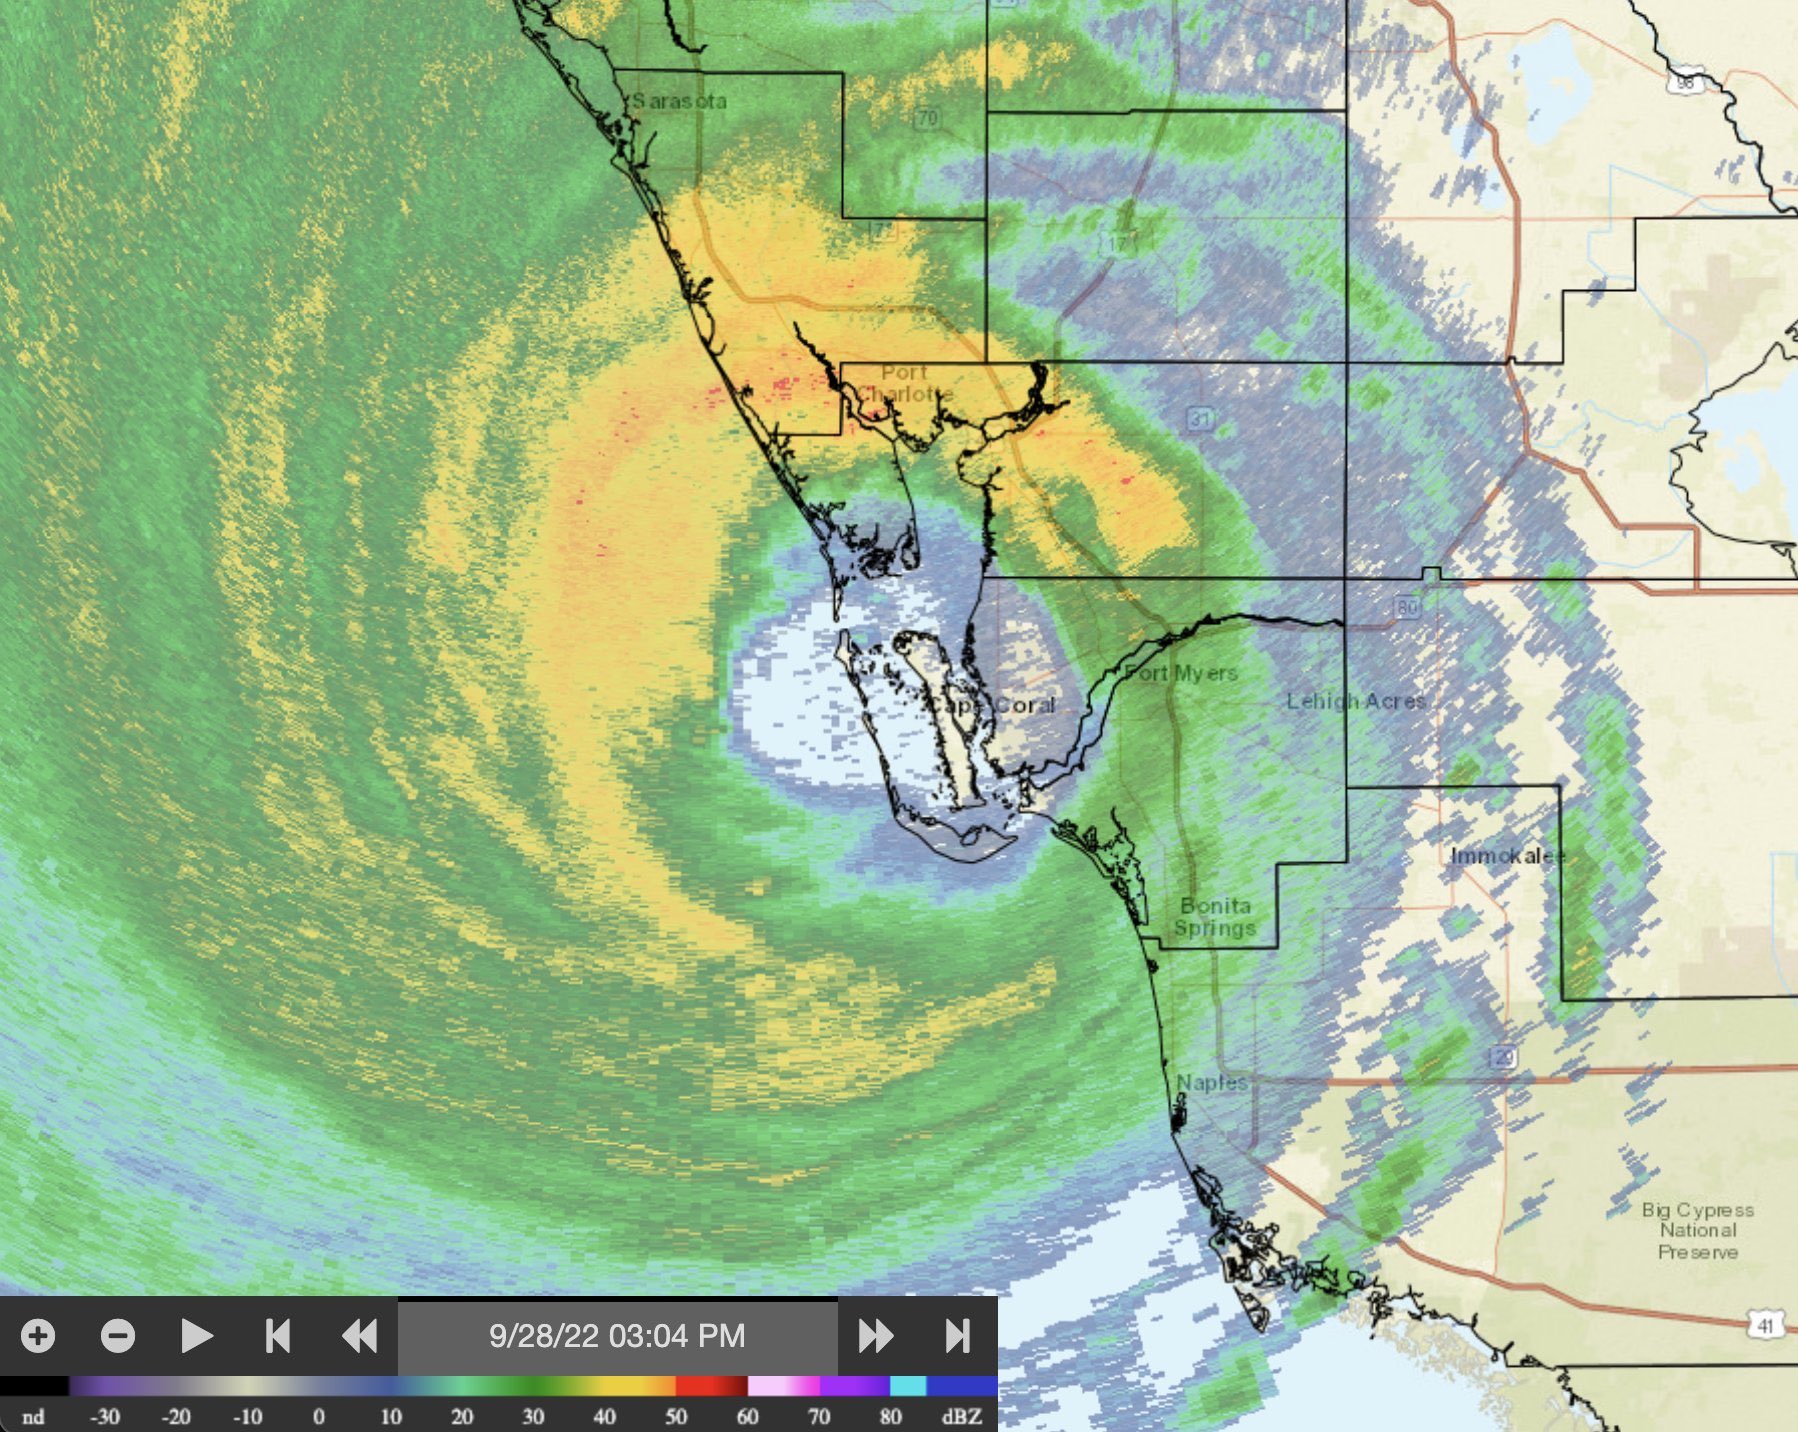 98
Sarasota
70
17
Port
Charlotte
31
80
Fort Myers
Cape Coral
Lehigh Acres
Immokalee
Bonita
Springs
29
Naples
Big Cypress
National
Preserve
41
9/28/22 03:04 PM
nd -30 -20 -10 0 10 20 30 40 50 60 70 80 dBZ